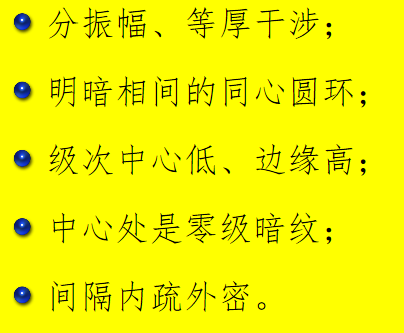 分振幅、等厚干涉；
明暗相间的同心圆环；
级次中心低、边缘高；
中心处是零级暗纹；
间隔内疏外密。